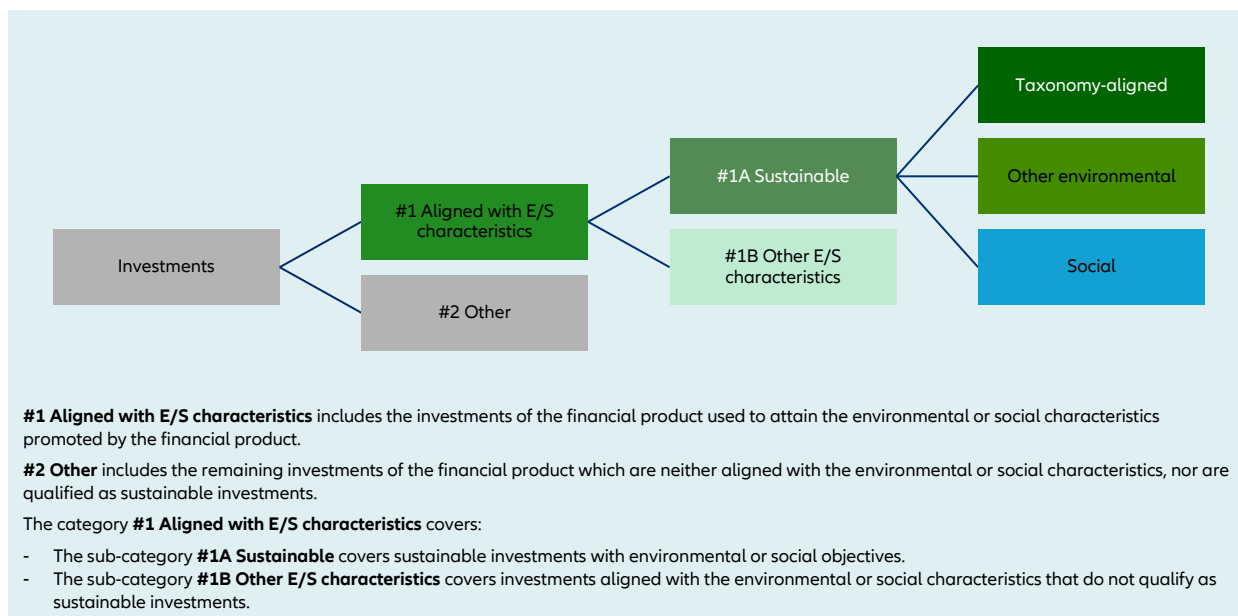 Taxonomy-aligned
#1A Sustainable
Other environmental
#1 Aligned with E/S
characteristics
Investments
#1B Other E/S
characteristics
Social
#2 Other
#1 Aligned with E/S characteristics includes the investments of the financial product used to attain the environmental or social characteristics
promoted by the financial product.
#2 Other includes the remaining investments of the financial product which are neither aligned with the environmental or social characteristics, nor are
qualified as sustainable investments.
The category #1 Aligned with E/S characteristics covers:
- The sub-category #1A Sustainable covers sustainable investments with environmental or social objectives.
- The sub-category #1B Other E/S characteristics covers investments aligned with the environmental or social characteristics that do not qualify as
sustainable investments.